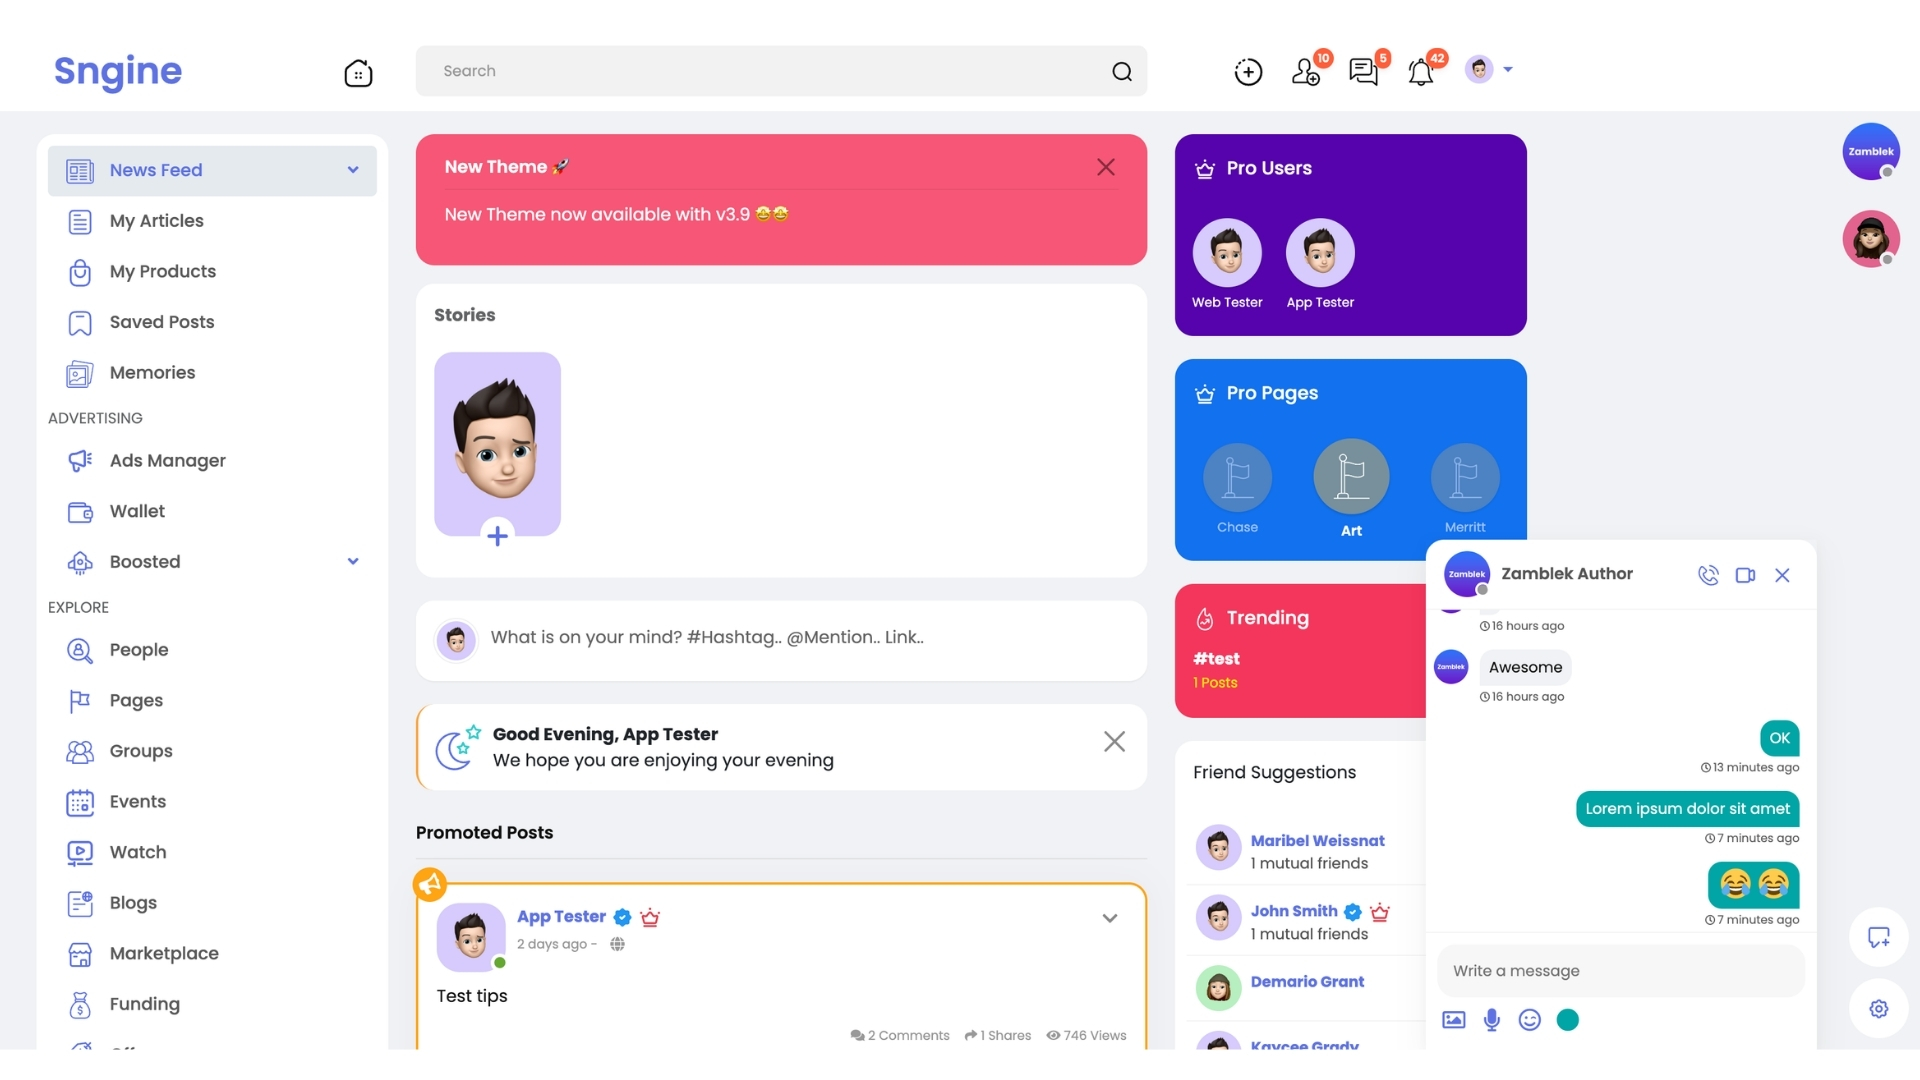 Sngine
Search
10
5
42
News Feed
My Articles
My Products
Saved Posts
Memories
ADVERTISING
Ads Manager
Wallet
Boosted
EXPLORE
People
Pages
Groups
Events
Watch
Blogs
Marketplace
Funding
New Theme 🚀
New Theme now available with v3.9 🤩🤩
Stories
What is on your mind? #Hashtag.. @Mention.. Link..
Good Evening, App Tester
We hope you are enjoying your evening
Promoted Posts
App Tester
2 days ago -
Test tips
2 Comments 1 Shares 746 Views
Pro Users
Web Tester App Tester
Pro Pages
Chase Art Merritt
Trending
#test
1 Posts
Friend Suggestions
Maribel Weissnat
1 mutual friends
John Smith
1 mutual friends
Demario Grant
Kaycee Grady
Zamblek
Zamblek
Zamblek Author
16 hours ago
Zamblek
Awesome
16 hours ago
OK
13 minutes ago
Lorem ipsum dolor sit amet
7 minutes ago
😂 😂
7 minutes ago
Write a message